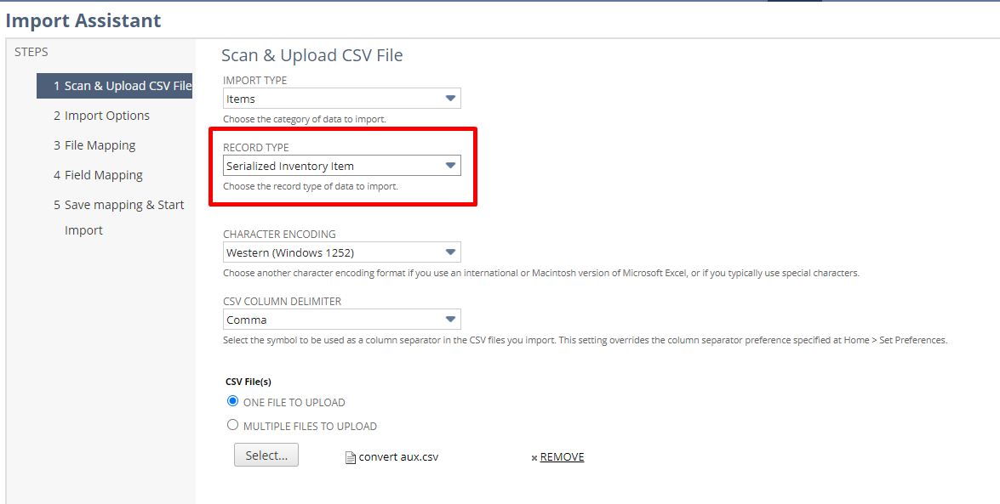 Import Assistant
STEPS
1 Scan & Upload CSV File
2 Import Options
3 File Mapping
4 Field Mapping
5 Save mapping & Start
Import
Scan & Upload CSV File
IMPORT TYPE
Items
Choose the category of data to import.
RECORD TYPE
Serialized Inventory Item
Choose the record type of data to import.
CHARACTER ENCODING
Western (Windows 1252)
Choose another character encoding format if you use an international or Macintosh version of Microsoft Excel, or if you typically use special characters.
CSV COLUMN DELIMITER
Comma
Select the symbol to be used as a column separator in the CSV files you import. This setting overrides the column separator preference specified at Home > Set Preferences.
CSV File(s)
ONE FILE TO UPLOAD
MULTIPLE FILES TO UPLOAD
Select... convert aux.csv × REMOVE